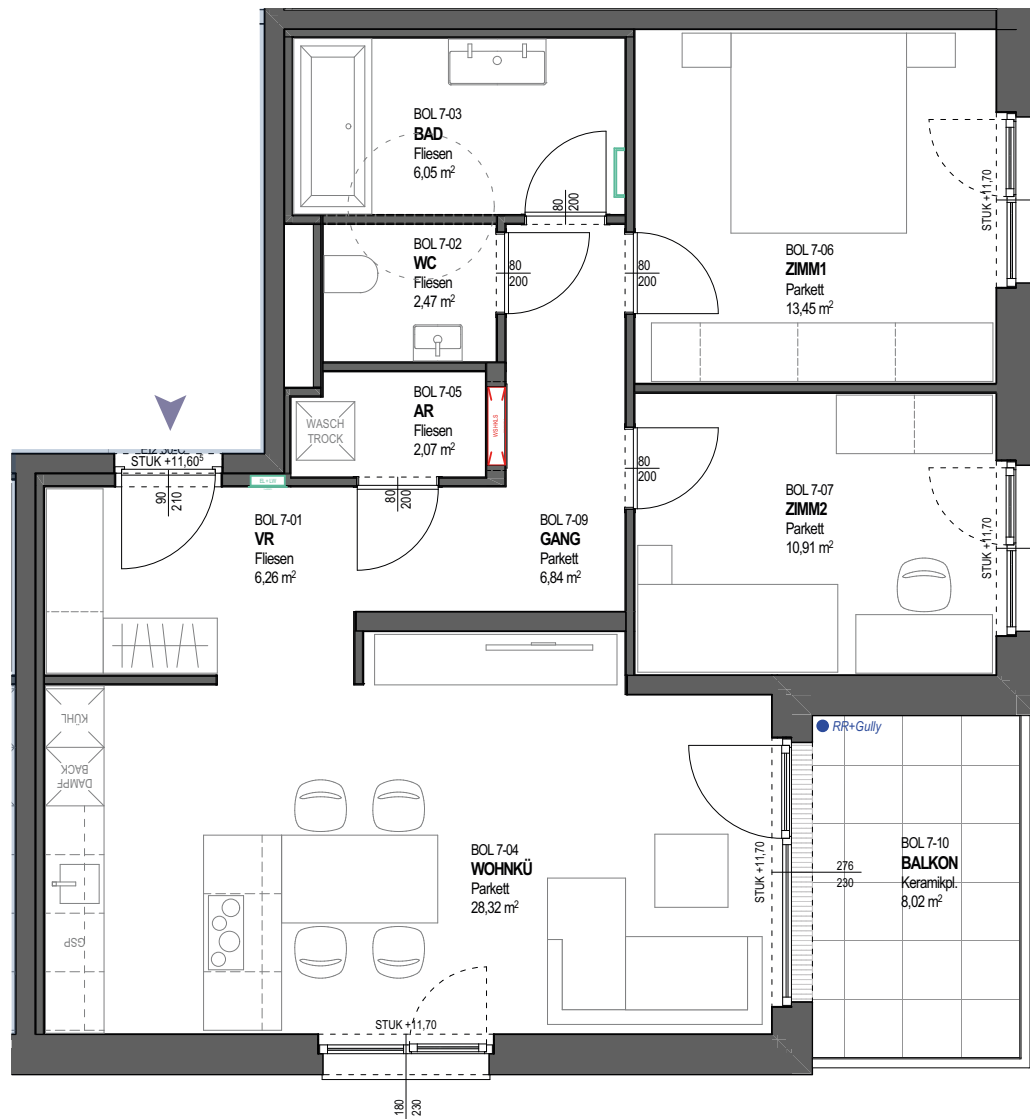 BOL 7-03
BAD
Fliesen
6,05 m²
80
200
BOL 7-02
WC
Fliesen
2,47 m²
80
200
80
200
BOL 7-06
ZIMM1
Parkett
13,45 m²
STUK +11,70
BOL 7-05
AR
Fliesen
2,07 m²
WASCH
TROCK
80
200
STUK +11,60⁵
90
210
80
200
BOL 7-01
VR
Fliesen
6,26 m²
BOL 7-09
GANG
Parkett
6,84 m²
BOL 7-07
ZIMM2
Parkett
10,91 m²
STUK +11,70
KÜHL
DAMPF
BACK
GSP
BOL 7-04
WOHNKÜ
Parkett
28,32 m²
STUK +11,70
276
230
RR+Gully
BOL 7-10
BALKON
Keramikpl.
8,02 m²
STUK +11,70
180
230